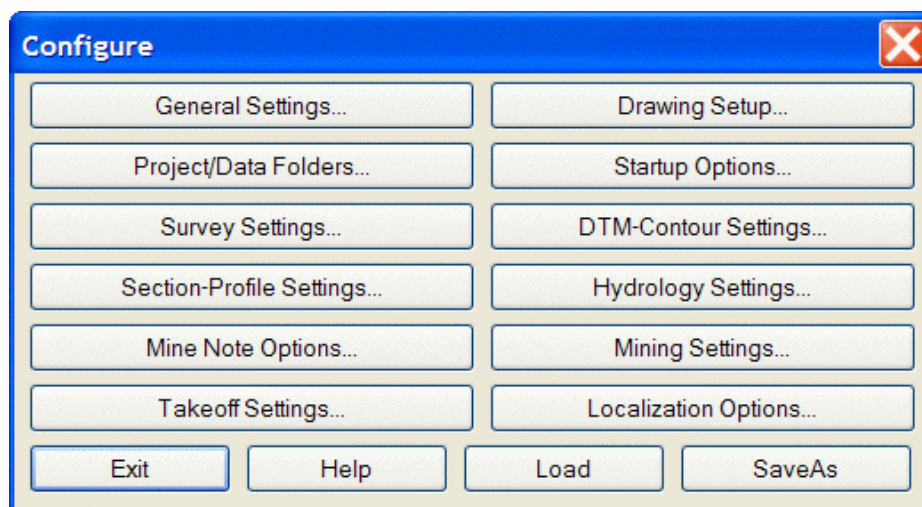 Configure
General Settings... Drawing Setup...
Project/Data Folders... Startup Options...
Survey Settings... DTM-Contour Settings...
Section-Profile Settings... Hydrology Settings...
Mine Note Options... Mining Settings...
Takeoff Settings... Localization Options...
Exit Help Load SaveAs